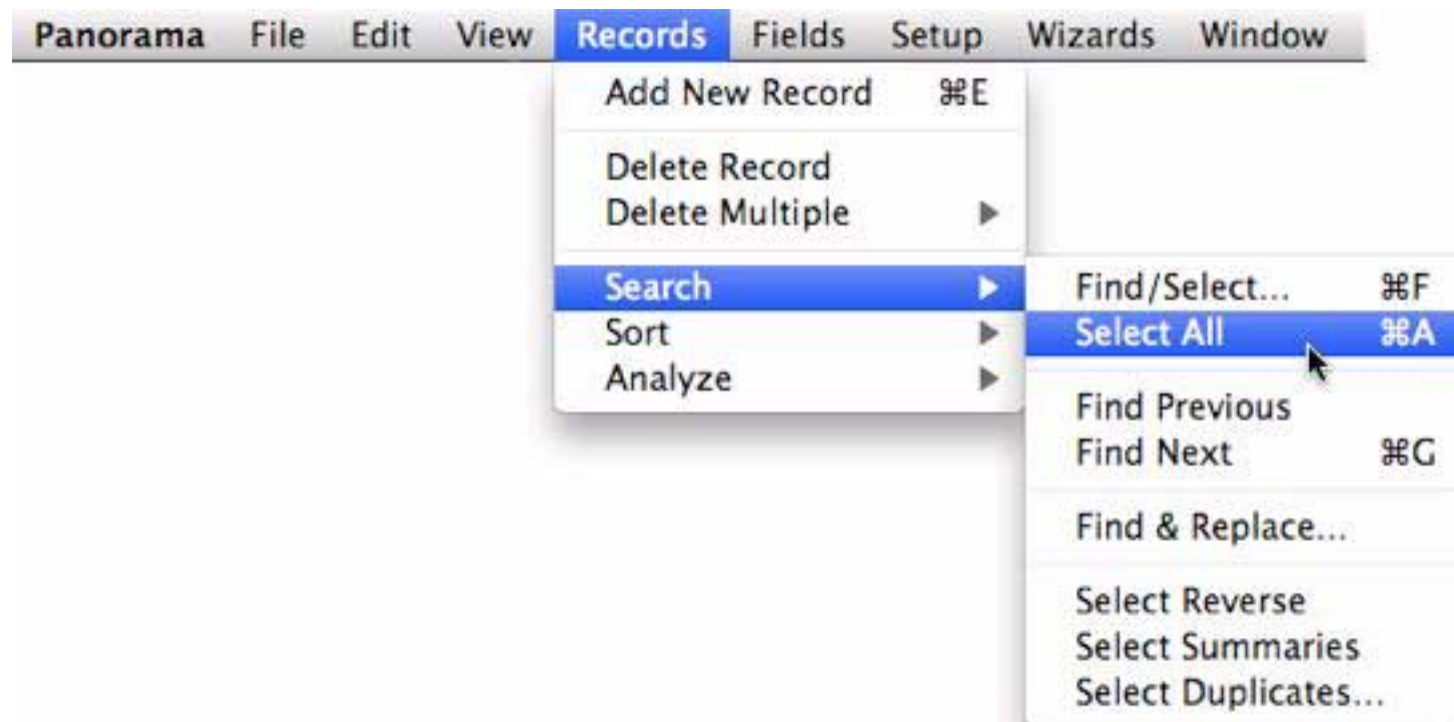 Panorama File Edit View Records Fields Setup Wizards Window
Add New Record ⌘E
Delete Record
Delete Multiple ▶
Search ▶
Sort ▶
Analyze ▶
Find/Select... ⌘F
Select All ⌘A
Find Previous
Find Next ⌘G
Find & Replace...
Select Reverse
Select Summaries
Select Duplicates...